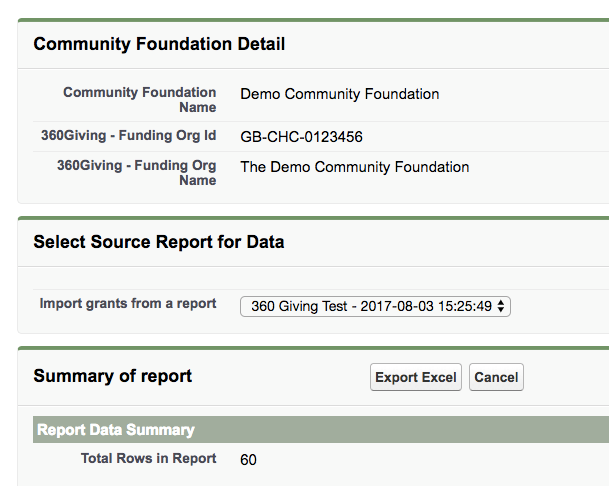 Community Foundation Detail
Community Foundation
Name
Demo Community Foundation
360Giving - Funding Org Id
GB-CHC-0123456
360Giving - Funding Org
Name
The Demo Community Foundation
Select Source Report for Data
Import grants from a report
360 Giving Test - 2017-08-03 15:25:49
Summary of report
Export Excel
Cancel
Report Data Summary
Total Rows in Report
60